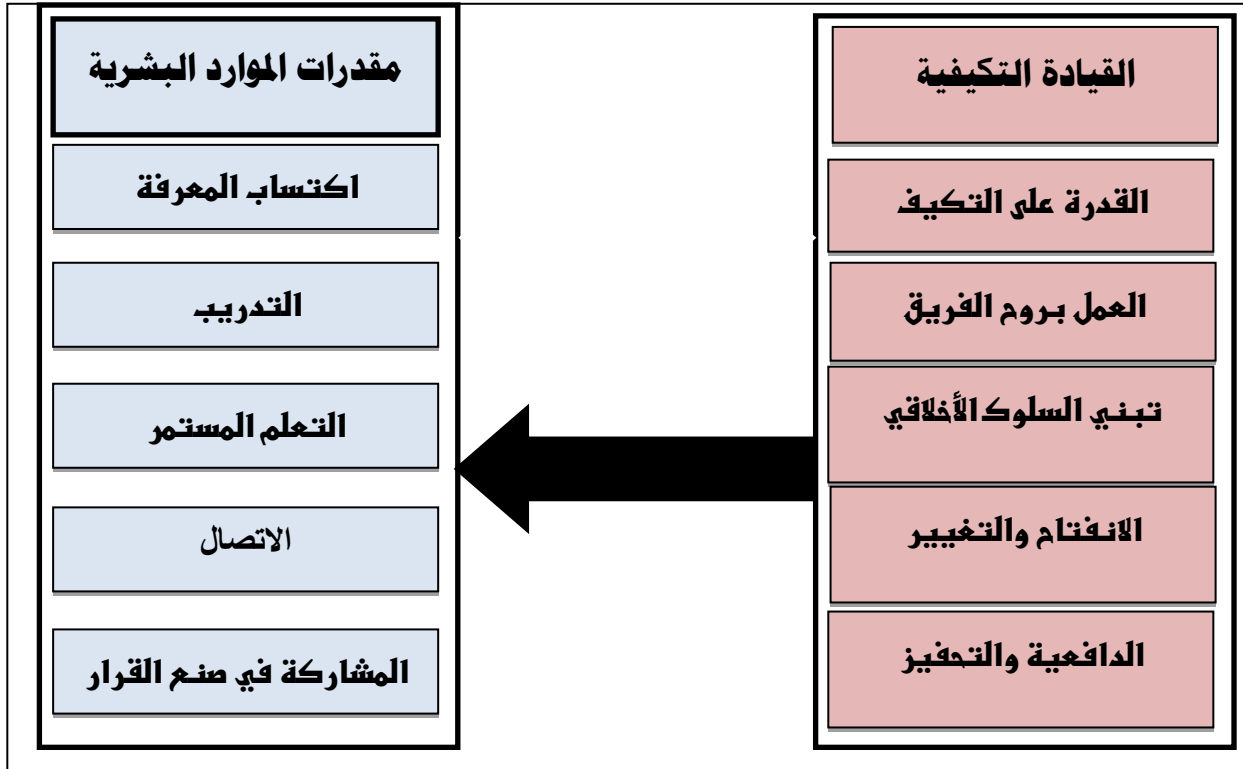 القيادة التكيفية
القدرة على التكيف
العمل بروح الفريق
تبني السلوك الأخلاقي
الانفتاح والتغيير
الدافعية والتحفيز
مقدرات الموارد البشرية
اكتساب المعرفة
التدريب
التعلم المستمر
الاتصال
المشاركة في صنع القرار